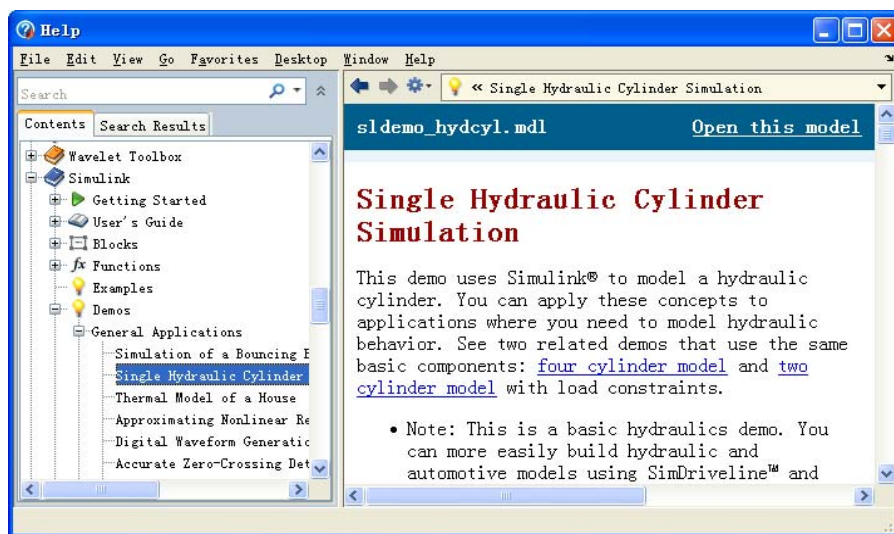 Help
File Edit View Go Favorites Desktop Window Help
Search
« Single Hydraulic Cylinder Simulation
Contents Search Results
Wavelet Toolbox
Simulink
Getting Started
User's Guide
Blocks
fx Functions
Examples
Demos
General Applications
Simulation of a Bouncing
Single Hydraulic Cylinder
Thermal Model of a House
Approximating Nonlinear Re
Digital Waveform Generatic
Accurate Zero-Crossing Det
sldemo_hydcyl.mdl Open this model
Single Hydraulic Cylinder
Simulation
This demo uses Simulink® to model a hydraulic
cylinder. You can apply these concepts to
applications where you need to model hydraulic
behavior. See two related demos that use the same
basic components: four cylinder model and two
cylinder model with load constraints.
• Note: This is a basic hydraulics demo. You
can more easily build hydraulic and
automotive models using SimDriveline™ and